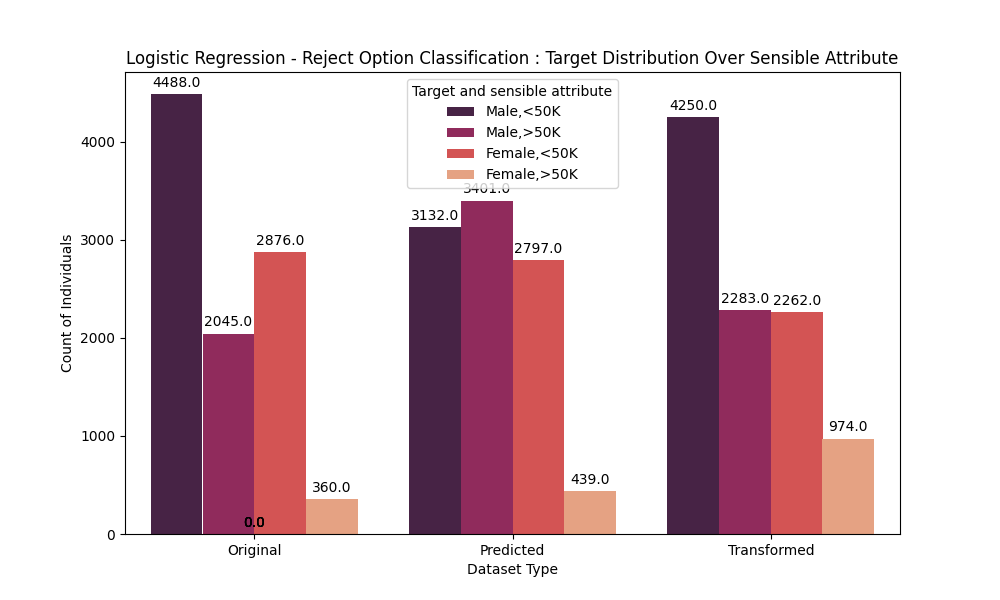 Logistic Regression - Reject Option Classification : Target Distribution Over Sensible Attribute
Target and sensible attribute
Male,<50K
Male,>50K
Female,<50K
Female,>50K
4488.0
2045.0
2876.0
360.0
0.0
3132.0
3401.0
2797.0
439.0
4250.0
2283.0
2262.0
974.0
Count of Individuals
4000
3000
2000
1000
0
Original
Predicted
Transformed
Dataset Type